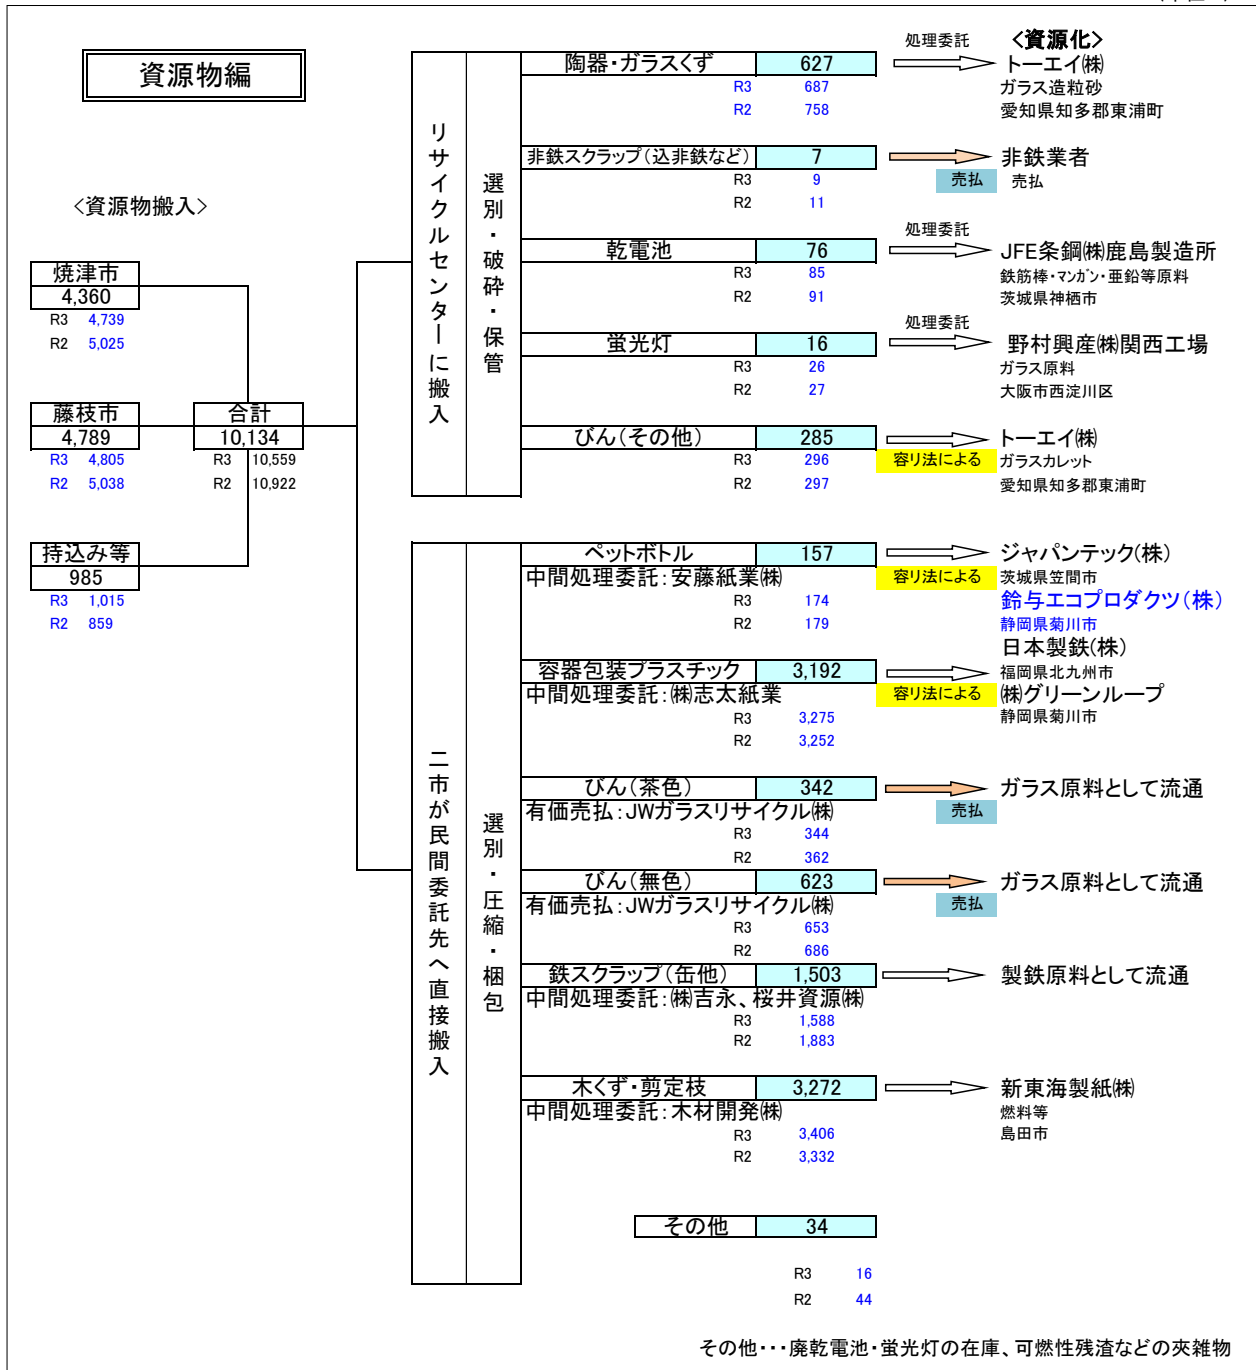 資源物編
<資源物搬入>
焼津市
4,360
R3 4,739
R2 5,025
藤枝市
4,789
R3 4,805
R2 5,038
持込み等
985
R3 1,015
R2 859
合計
10,134
R3 10,559
R2 10,922
リサイクルセンターに搬入
選別・破砕・保管
処理委託 <資源化>
陶器・ガラスくず 627 トーエイ㈱
R3 687 ガラス造粒砂
R2 758 愛知県知多郡東浦町
非鉄スクラップ(込非鉄など) 7 非鉄業者
R3 9 売払 売払
R2 11
処理委託
乾電池 76 JFE条鋼㈱鹿島製造所
R3 85 鉄筋棒・マンガン・亜鉛等原料
R2 91 茨城県神栖市
処理委託
蛍光灯 16 野村興産㈱関西工場
R3 26 ガラス原料
R2 27 大阪市西淀川区
びん(その他) 285 トーエイ㈱
R3 296 容リ法による ガラスカレット
R2 297 愛知県知多郡東浦町
二市が民間委託先へ直接搬入
選別・圧縮・梱包
ペットボトル 157 ジャパンテック(株)
中間処理委託:安藤紙業㈱ 容リ法による 茨城県笠間市
R3 174 鈴与エコプロダクツ(株)
R2 179 静岡県菊川市
日本製鉄(株)
容器包装プラスチック 3,192 福岡県北九州市
中間処理委託:㈱志太紙業 容リ法による ㈱グリーンループ
R3 3,275 静岡県菊川市
R2 3,252
びん(茶色) 342 ガラス原料として流通
有価売払:JWガラスリサイクル㈱ 売払
R3 344
R2 362
びん(無色) 623 ガラス原料として流通
有価売払:JWガラスリサイクル㈱ 売払
R3 653
R2 686
鉄スクラップ(缶他) 1,503 製鉄原料として流通
中間処理委託:㈱吉永、桜井資源㈱
R3 1,588
R2 1,883
木くず・剪定枝 3,272 新東海製紙㈱
中間処理委託:木材開発㈱ 燃料等
R3 3,406 島田市
R2 3,332
その他 34
R3 16
R2 44
その他・・・廃乾電池・蛍光灯の在庫、可燃性残渣などの夾雑物